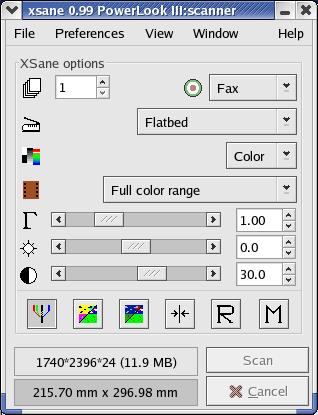 xsane 0.99 PowerLook III:scanner
File Preferences View Window Help
XSane options
1 Fax
Flatbed
Color
Full color range
Γ 1.00
0.0
30.0
R M
1740*2396*24 (11.9 MB) Scan
215.70 mm x 296.98 mm Cancel